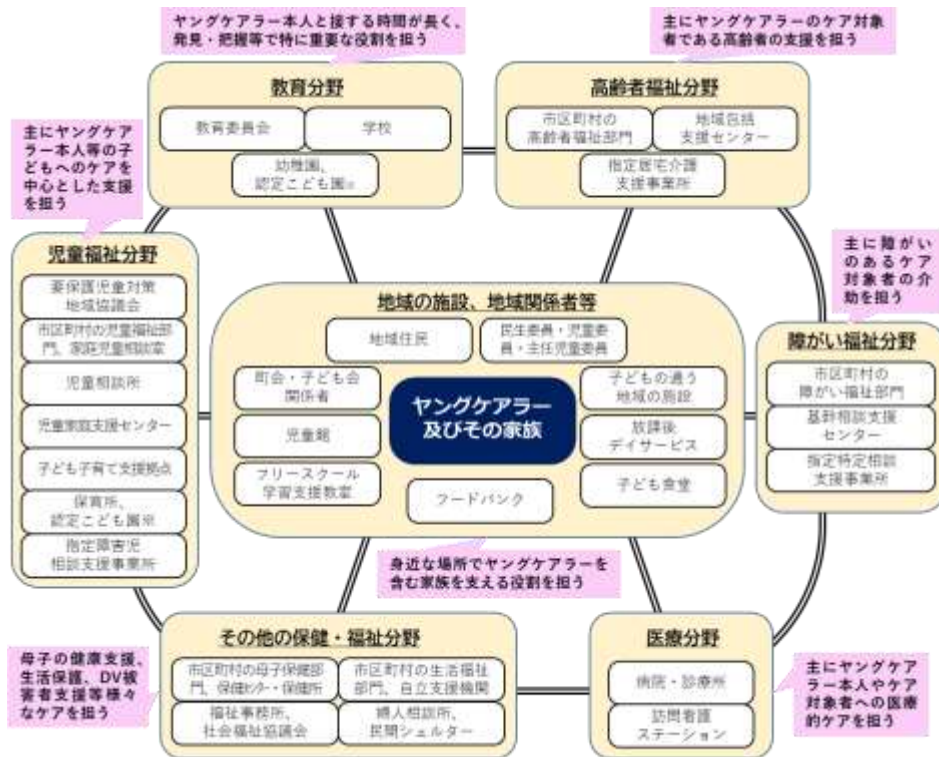 ヤングケアラー本人と接する時間が長く、
発見・把握等で特に重要な役割を担う
主にヤングケアラーのケア対象
者である高齢者の支援を担う
教育分野
教育委員会
学校
幼稚園、
認定こども園※
高齢者福祉分野
市区町村の
高齢者福祉部門
地域包括
支援センター
指定居宅介護
支援事業所
主にヤングケア
ラー本人等の子
どもへのケアを
中心とした支援
を担う
児童福祉分野
要保護児童対策
地域協議会
市区町村の児童福祉部
門、家庭児童相談室
児童相談所
児童家庭支援センター
子ども子育て支援拠点
保育所、
認定こども園※
指定障害児
相談支援事業所
地域の施設、地域関係者等
地域住民
民生委員・児童委
員・主任児童委員
町会・子ども会
関係者
児童館
フリースクール
学習支援教室
ヤングケアラー
及びその家族
フードバンク
子どもの通う
地域の施設
放課後
デイサービス
子ども食堂
主に障がい
のあるケア
対象者の介
助を担う
障がい福祉分野
市区町村の
障がい福祉部門
基幹相談支援
センター
指定特定相談
支援事業所
身近な場所でヤングケアラーを
含む家族を支える役割を担う
その他の保健・福祉分野
市区町村の母子保健部
門、保健センター・保健所
市区町村の生活福祉
部門、自立支援機関
福祉事務所、
社会福祉協議会
婦人相談所、
民間シェルター
母子の健康支援、
生活保護、DV被
害者支援等様々
なケアを担う
医療分野
病院・診療所
訪問看護
ステーション
主にヤングケア
ラー本人やケア
対象者への医療
的ケアを担う